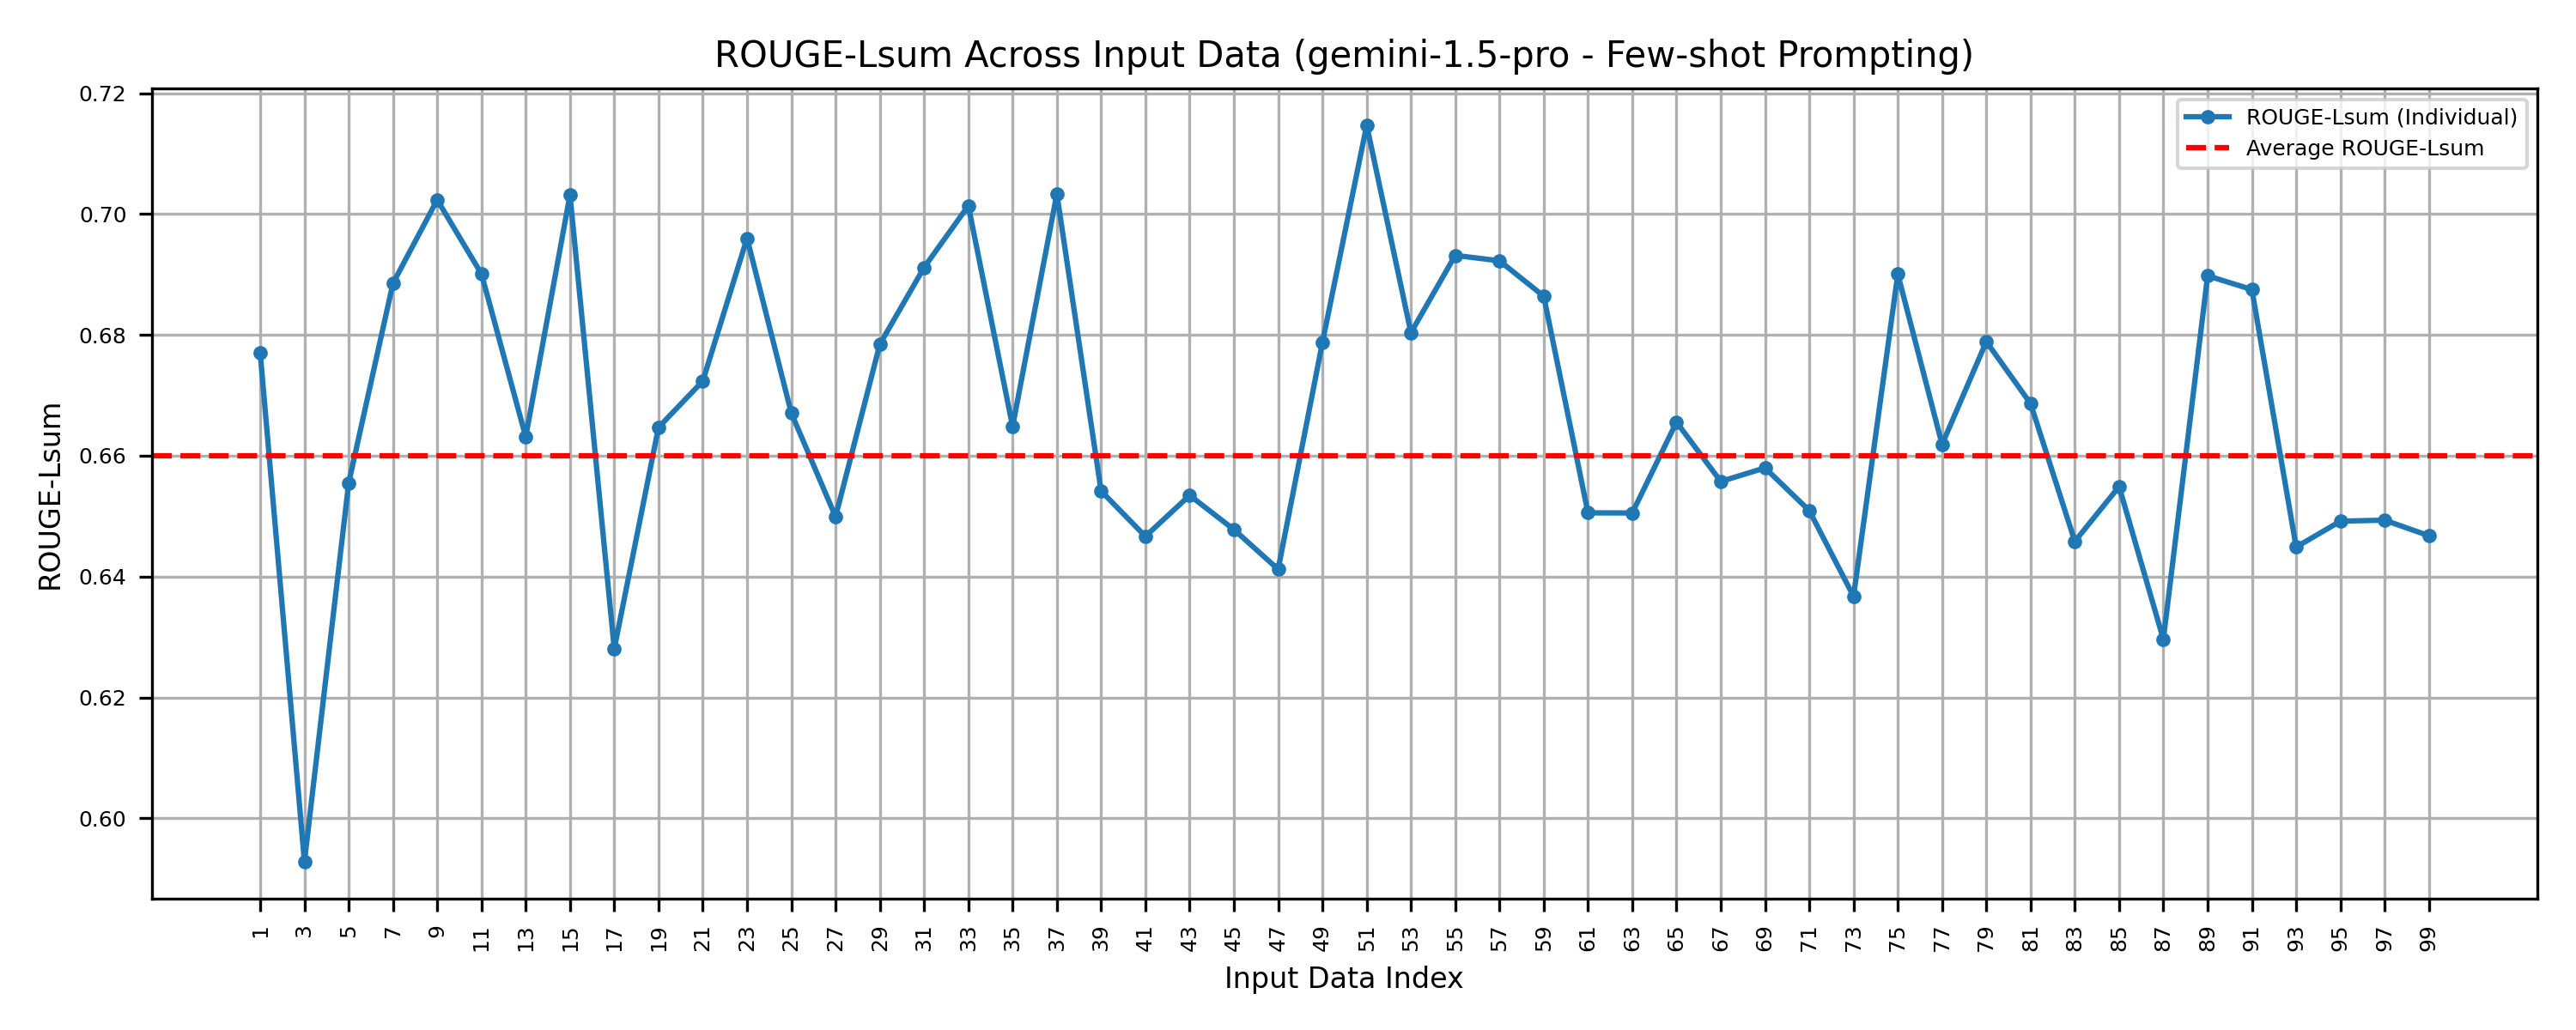 ROUGE-Lsum Across Input Data (gemini-1.5-pro - Few-shot Prompting)
ROUGE-Lsum (Individual)
Average ROUGE-Lsum
0.72
0.70
0.68
0.66
0.64
0.62
0.60
ROUGE-Lsum
1 3 5 7 9 11 13 15 17 19 21 23 25 27 29 31 33 35 37 39 41 43 45 47 49 51 53 55 57 59 61 63 65 67 69 71 73 75 77 79 81 83 85 87 89 91 93 95 97 99
Input Data Index